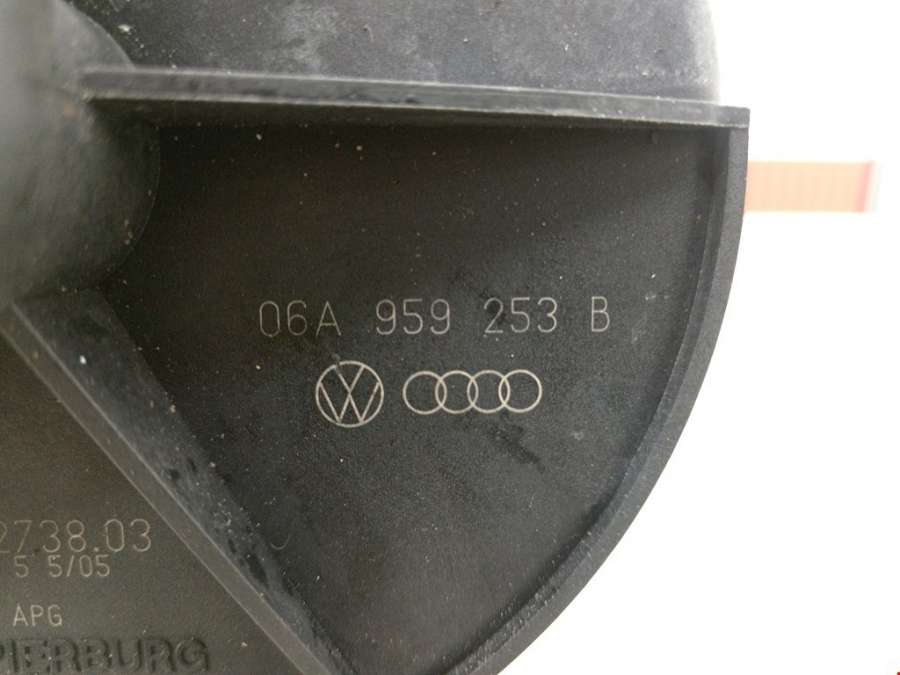 06A 959 253 B
2738.03
5 5/05
APG
PIERBURG